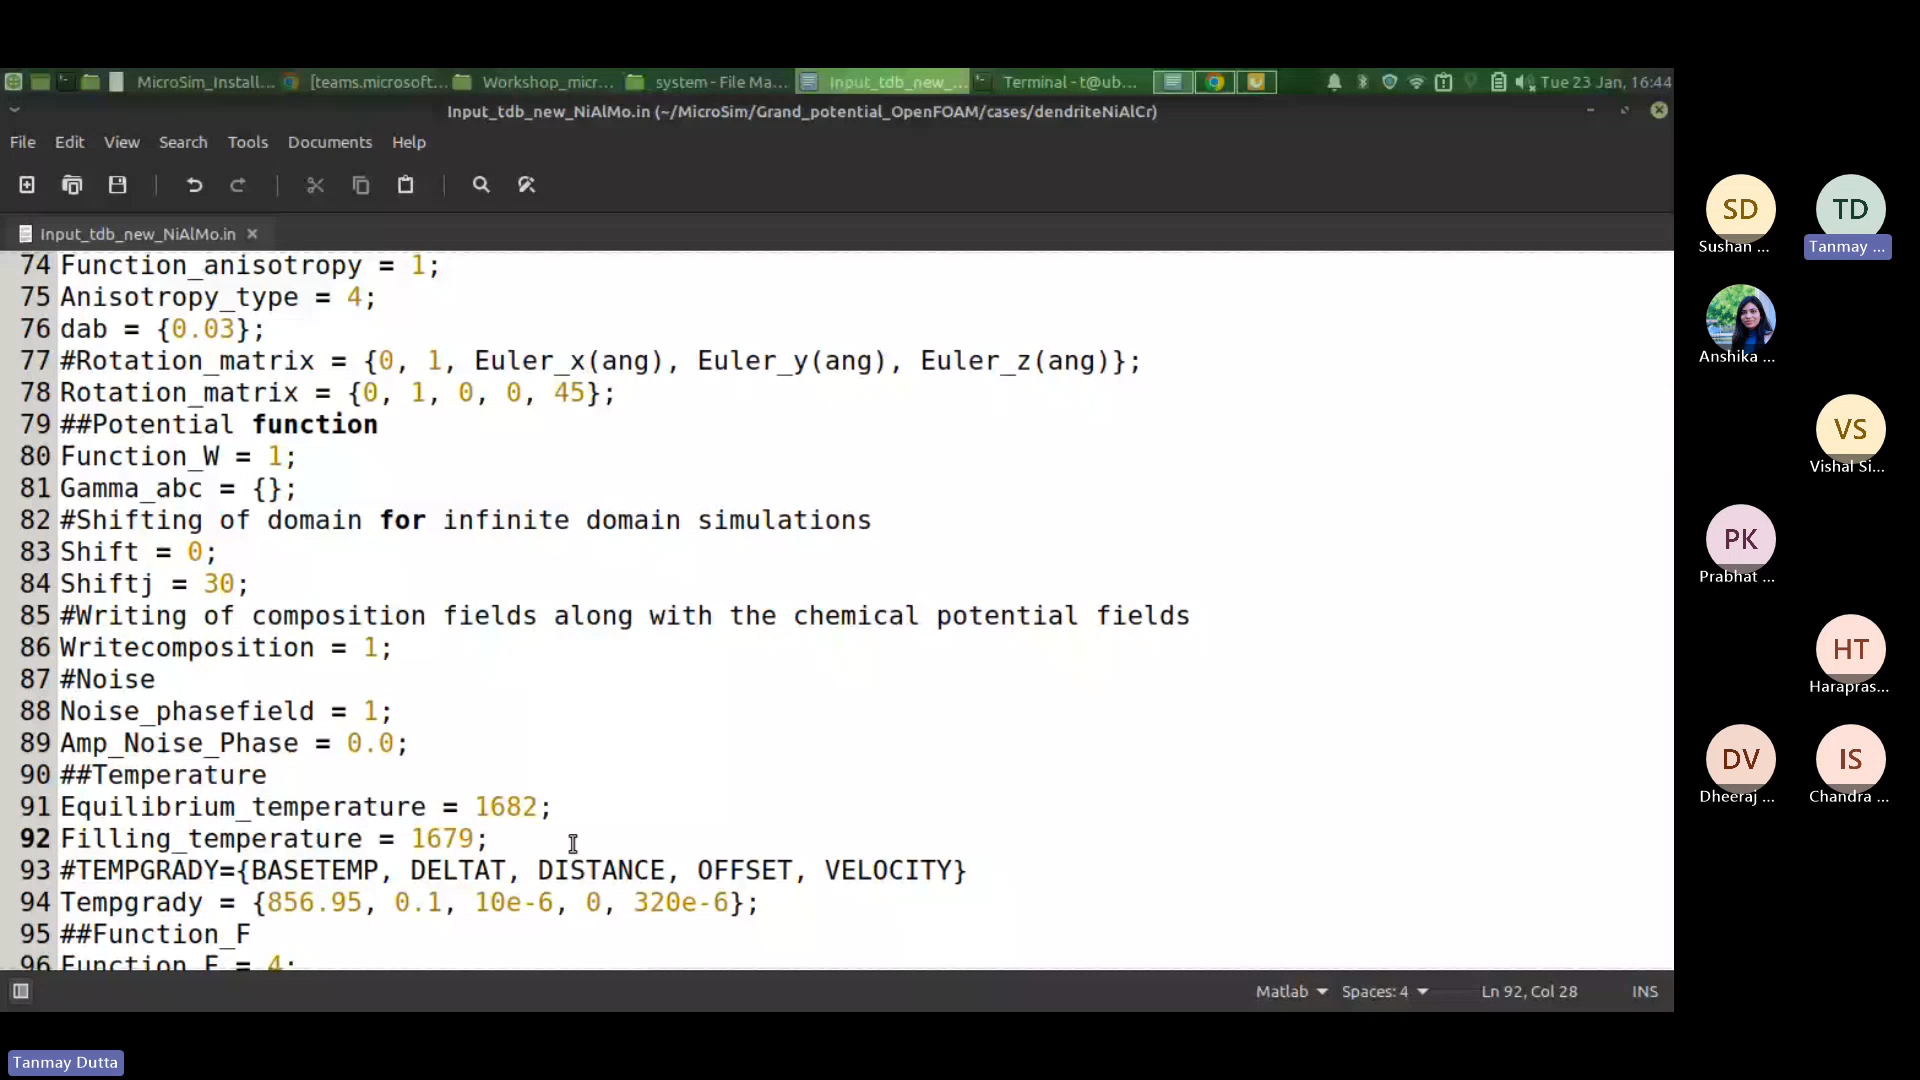 MicroSim_Install... [teams.microsoft... Workshop_micr... system - File Ma... Input_tdb_new_... Terminal - t@ub... Tue 23 Jan, 16:44
Input_tdb_new_NiAlMo.in (~/MicroSim/Grand_potential_OpenFOAM/cases/dendriteNiAlCr)
File Edit View Search Tools Documents Help
Input_tdb_new_NiAlMo.in
74 Function_anisotropy = 1;
75 Anisotropy_type = 4;
76 dab = {0.03};
77 #Rotation_matrix = {0, 1, Euler_x(ang), Euler_y(ang), Euler_z(ang)};
78 Rotation_matrix = {0, 1, 0, 0, 45};
79 ##Potential function
80 Function_W = 1;
81 Gamma_abc = {};
82 #Shifting of domain for infinite domain simulations
83 Shift = 0;
84 Shiftj = 30;
85 #Writing of composition fields along with the chemical potential fields
86 Writecomposition = 1;
87 #Noise
88 Noise_phasefield = 1;
89 Amp_Noise_Phase = 0.0;
90 ##Temperature
91 Equilibrium_temperature = 1682;
92 Filling_temperature = 1679;
93 #TEMPGRADY={BASETEMP, DELTAT, DISTANCE, OFFSET, VELOCITY}
94 Tempgrady = {856.95, 0.1, 10e-6, 0, 320e-6};
95 ##Function_F
96 Function_F = 4;
Matlab Spaces: 4 Ln 92, Col 28 INS
SD TD
Sushan ... Tanmay ...
Anshika ...
VS
Vishal Si...
PK
Prabhat ...
HT
Harapras...
DV IS
Dheeraj ... Chandra ...
Tanmay Dutta